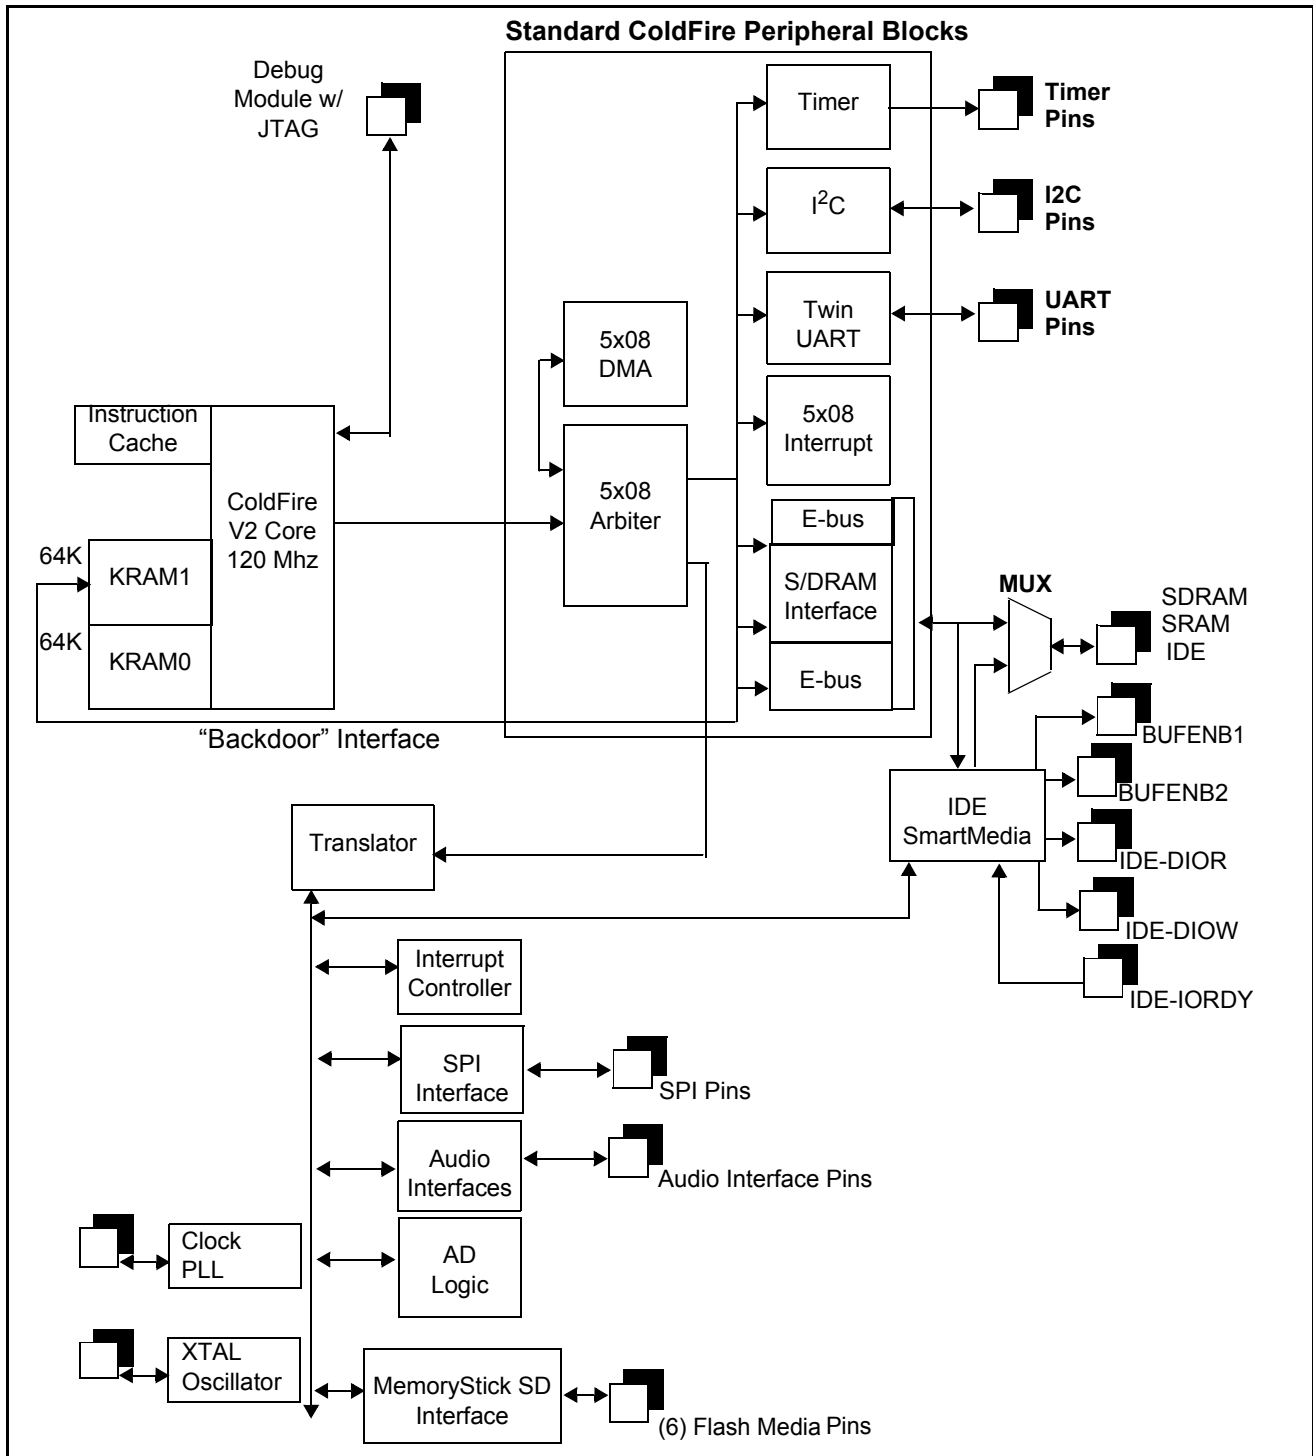 Standard ColdFire Peripheral Blocks
Debug
Module w/
JTAG
Timer
Timer
Pins
I²C
I2C
Pins
Twin
UART
UART
Pins
5x08
DMA
5x08
Interrupt
Instruction
Cache
ColdFire
V2 Core
120 Mhz
5x08
Arbiter
E-bus
S/DRAM
Interface
E-bus
64K
KRAM1
64K
KRAM0
"Backdoor" Interface
MUX
SDRAM
SRAM
IDE
BUFENB1
BUFENB2
IDE
SmartMedia
IDE-DIOR
IDE-DIOW
IDE-IORDY
Translator
Interrupt
Controller
SPI
Interface
SPI Pins
Audio
Interfaces
Audio Interface Pins
Clock
PLL
AD
Logic
XTAL
Oscillator
MemoryStick SD
Interface
(6) Flash Media Pins